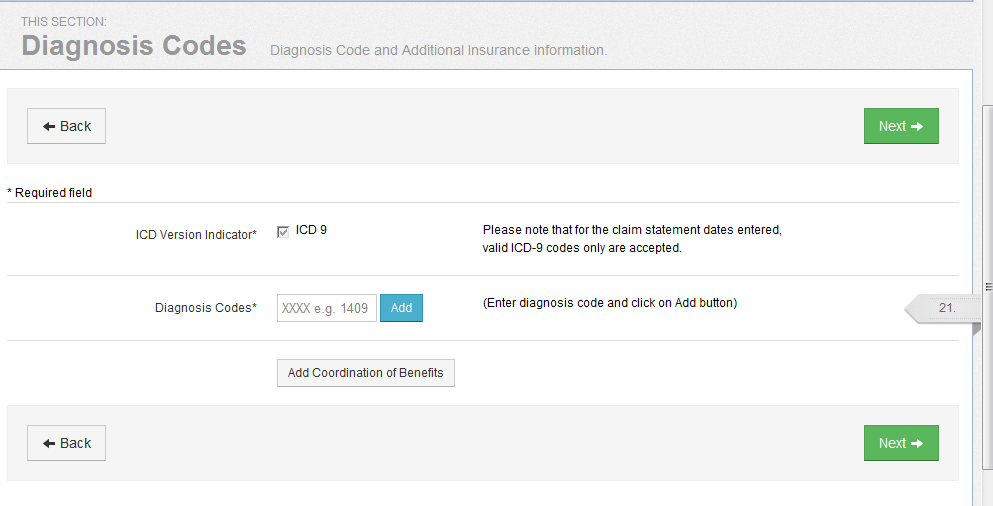 THIS SECTION:
Diagnosis Codes Diagnosis Code and Additional Insurance information.
Back Next
* Required field
ICD Version Indicator* ICD 9 Please note that for the claim statement dates entered,
valid ICD-9 codes only are accepted.
Diagnosis Codes* XXXX e.g. 1409 Add (Enter diagnosis code and click on Add button) 21.
Add Coordination of Benefits
Back Next